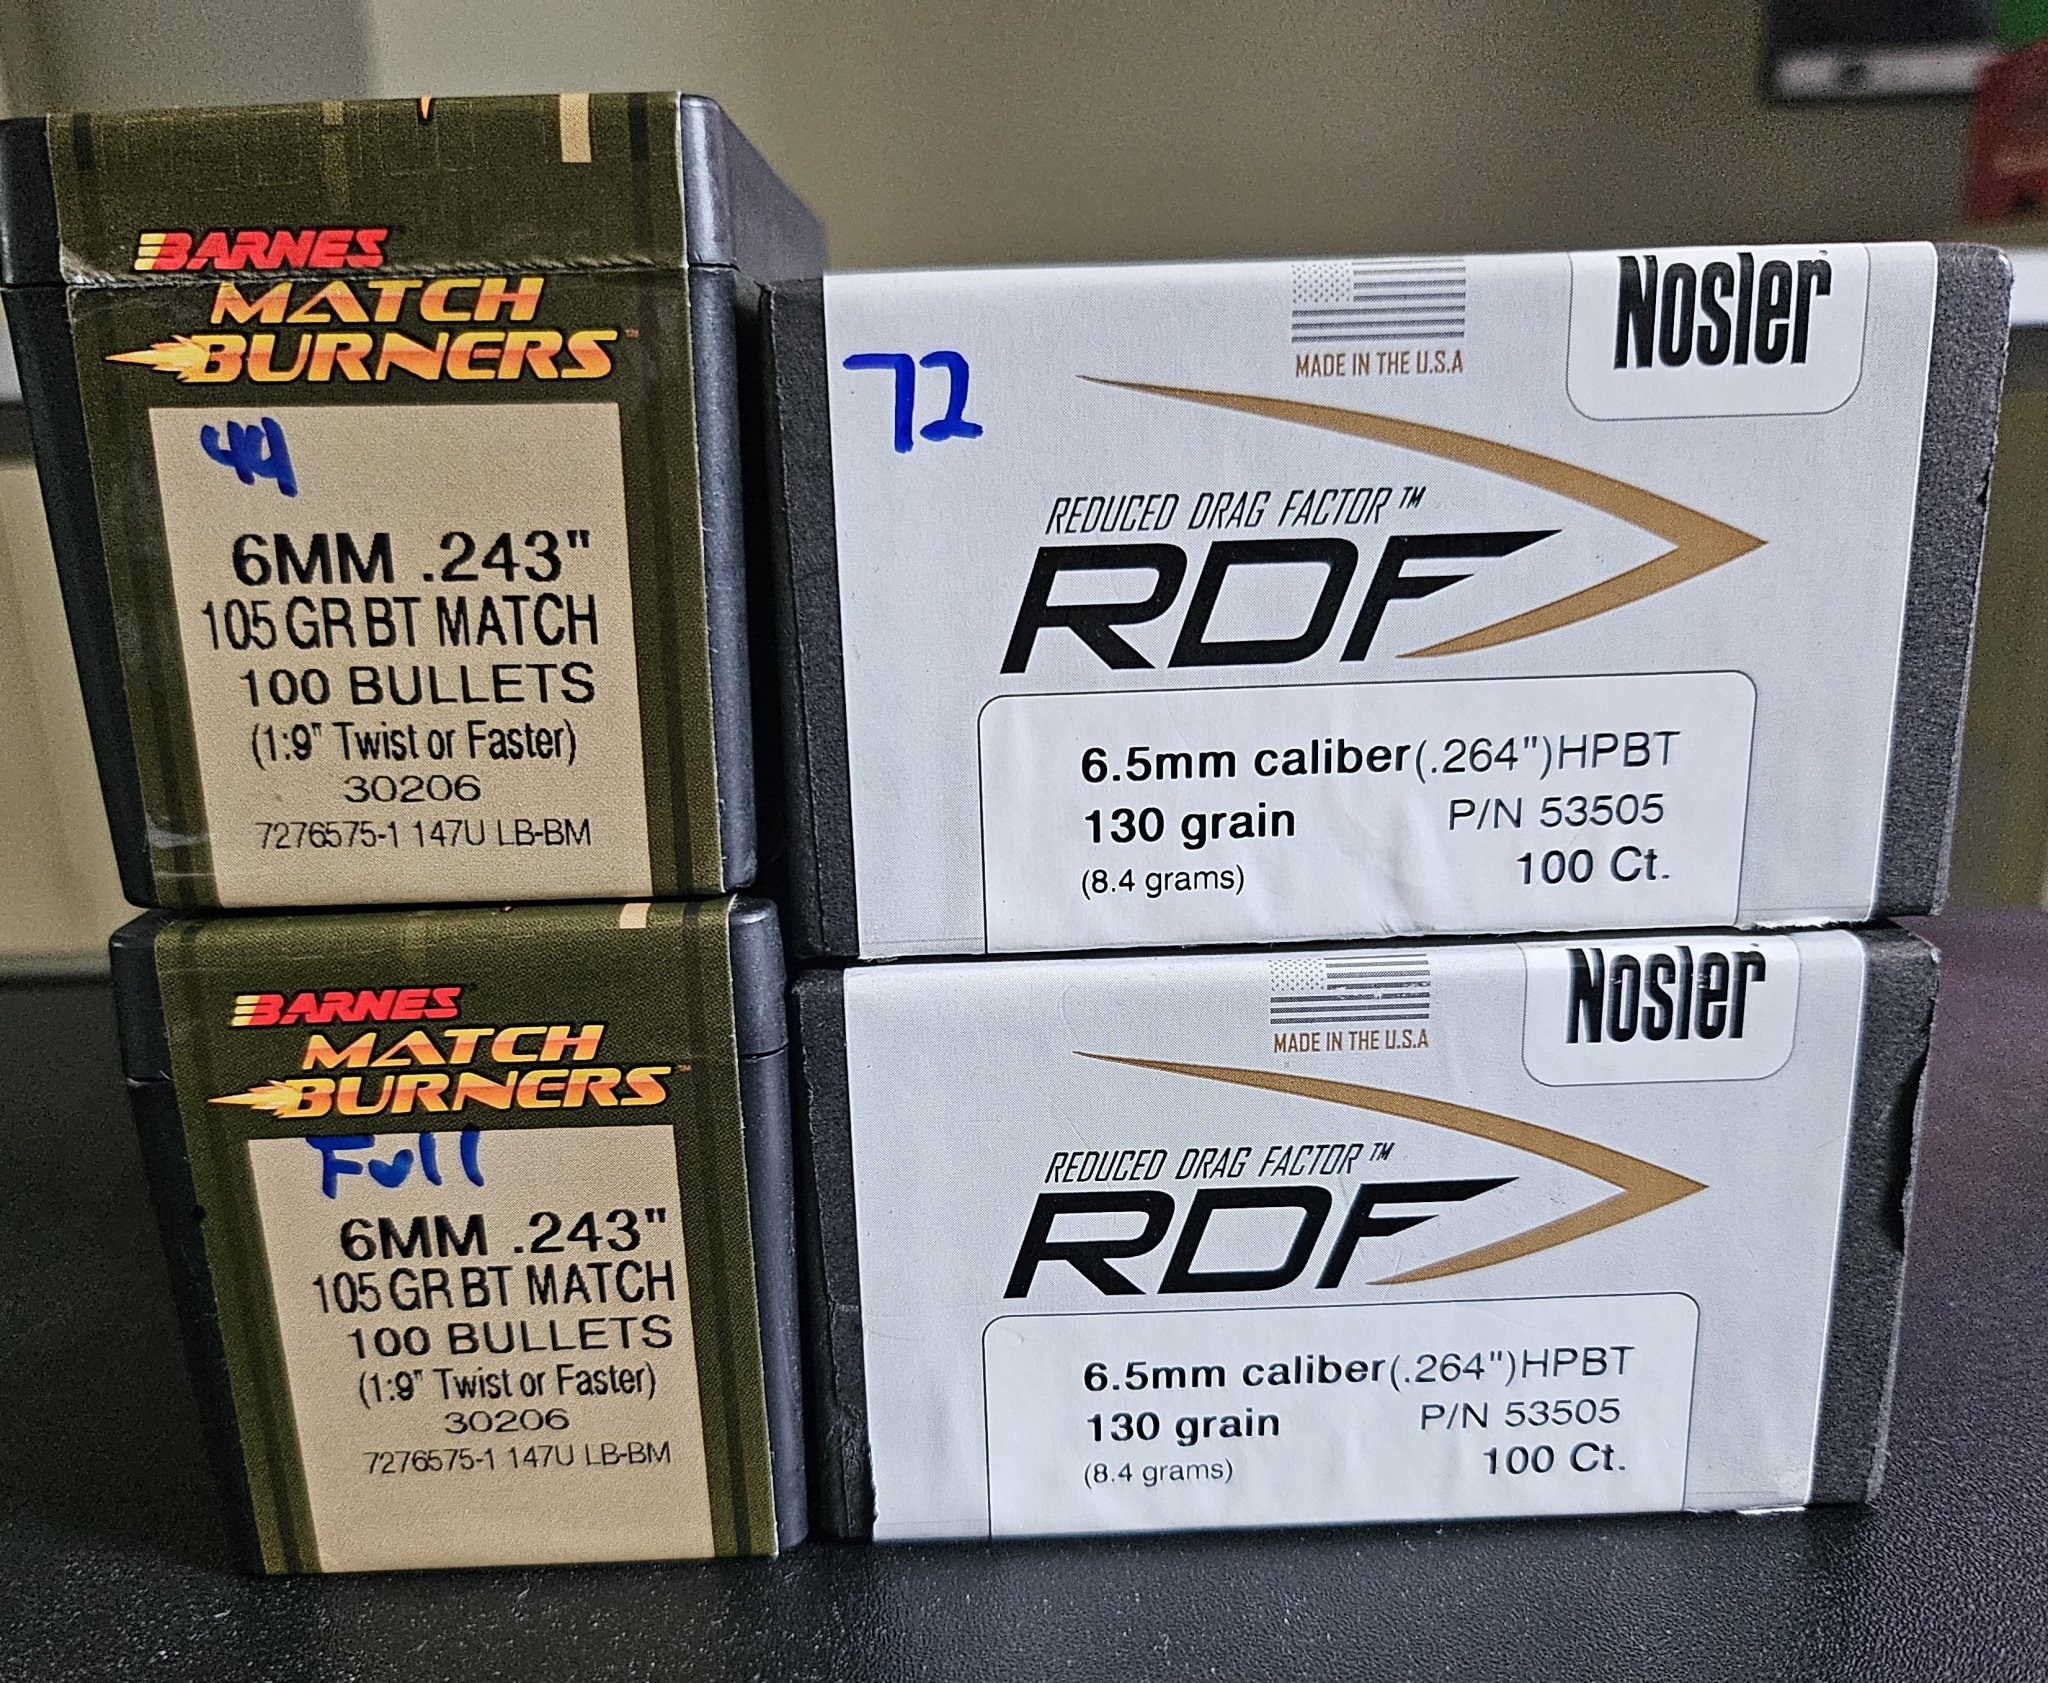 BARNES
MATCH
BURNERS™
44
6MM .243"
105 GR BT MATCH
100 BULLETS
(1:9" Twist or Faster)
30206
7276575-1 147U LB-BM
Nosler
MADE IN THE U.S.A
72
REDUCED DRAG FACTOR™
RDF
6.5mm caliber(.264")HPBT
130 grain P/N 53505
(8.4 grams) 100 Ct.
BARNES
MATCH
BURNERS™
Full
6MM .243"
105 GR BT MATCH
100 BULLETS
(1:9" Twist or Faster)
30206
7276575-1 147U LB-BM
Nosler
MADE IN THE U.S.A
REDUCED DRAG FACTOR™
RDF
6.5mm caliber(.264")HPBT
130 grain P/N 53505
(8.4 grams) 100 Ct.